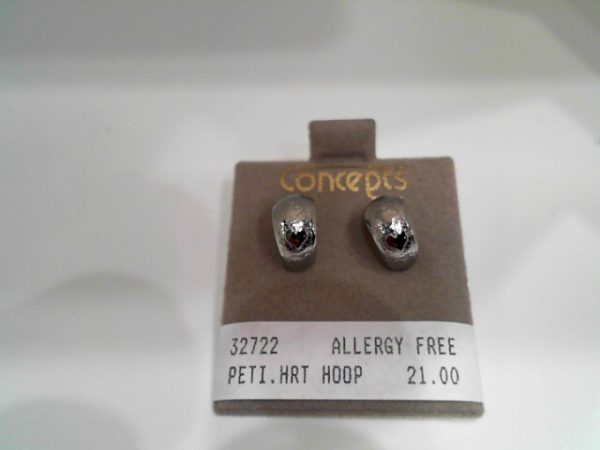 concepts
32722 ALLERGY FREE
PETI.HRT HOOP 21.00